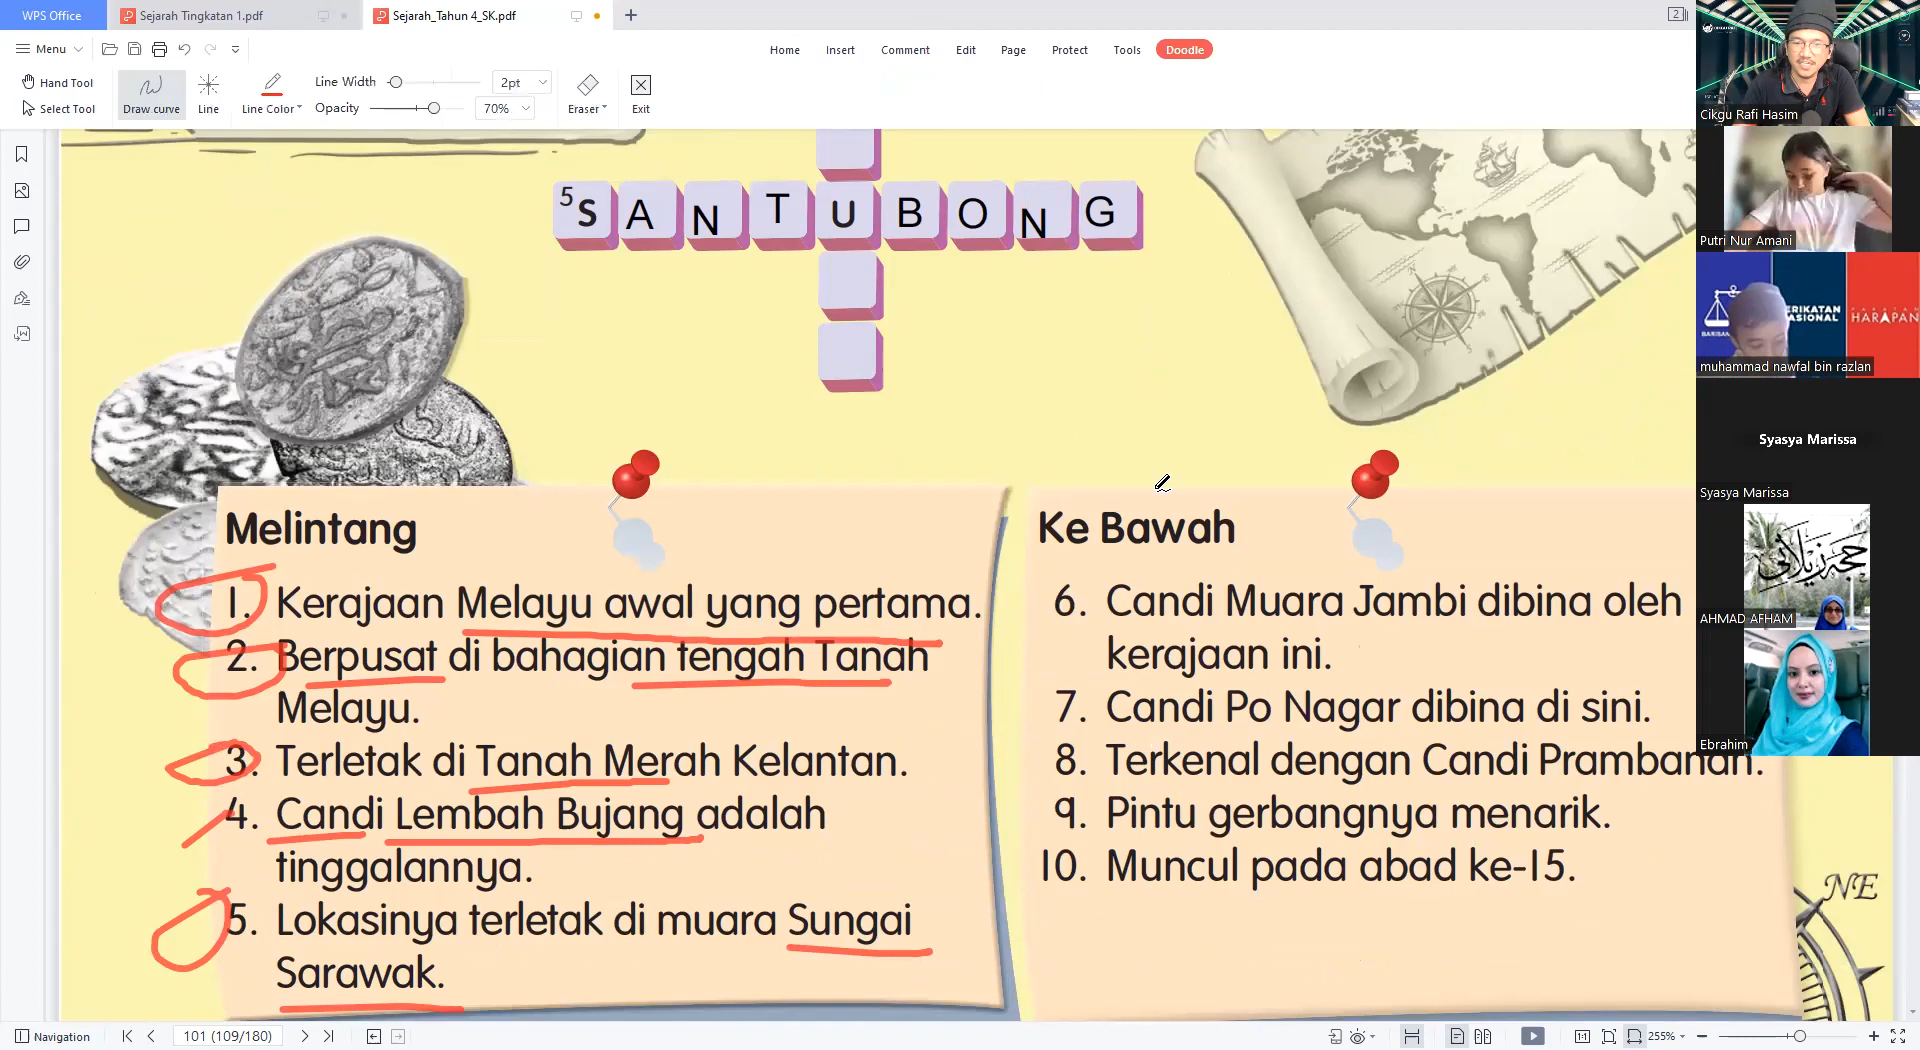 WPS Office
Sejarah Tingkatan 1.pdf
Sejarah_Tahun 4_SK.pdf
2
Menu
Home
Insert
Comment
Edit
Page
Protect
Tools
Doodle
Hand Tool
Select Tool
Draw curve
Line
Line Color
Line Width
2pt
Opacity
70%
Eraser
Exit
5 S A N T U B O N G
Melintang
1. Kerajaan Melayu awal yang pertama.
2. Berpusat di bahagian tengah Tanah
Melayu.
3. Terletak di Tanah Merah Kelantan.
4. Candi Lembah Bujang adalah
tinggalannya.
5. Lokasinya terletak di muara Sungai
Sarawak.
Ke Bawah
6. Candi Muara Jambi dibina oleh
kerajaan ini.
7. Candi Po Nagar dibina di sini.
8. Terkenal dengan Candi Prambanan.
9. Pintu gerbangnya menarik.
10. Muncul pada abad ke-15.
NE
Cikgu Rafi Hasim
Putri Nur Amani
HARAPAN
muhammad nawfal bin razlan
Syasya Marissa
Syasya Marissa
AHMAD AFHAM
Ebrahim
Navigation
101 (109/180)
1:1
255%